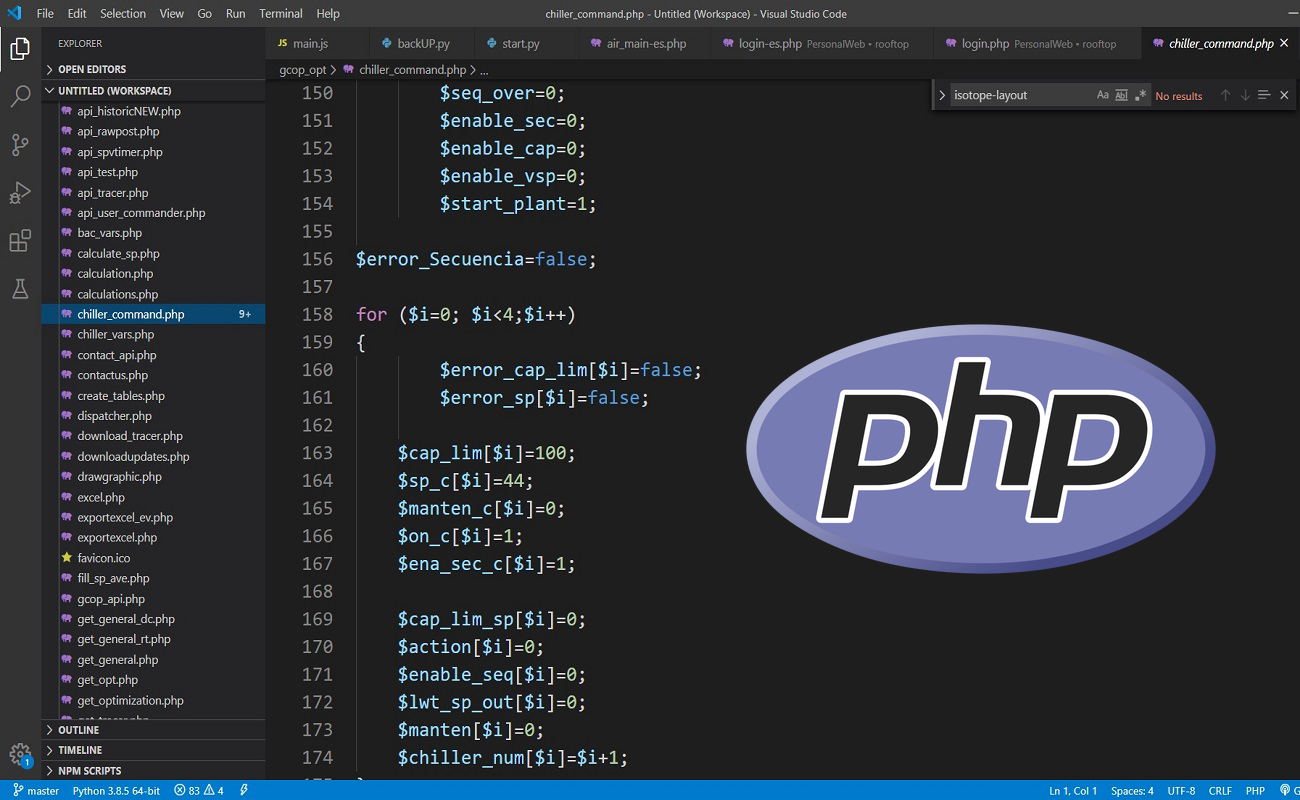 File Edit Selection View Go Run Terminal Help
chiller_command.php - Untitled (Workspace) - Visual Studio Code
EXPLORER
OPEN EDITORS
UNTITLED (WORKSPACE)
api_historicNEW.php
api_rawpost.php
api_spvtimer.php
api_test.php
api_tracer.php
api_user_commander.php
bac_vars.php
calculate_sp.php
calculation.php
calculations.php
chiller_command.php 9+
chiller_vars.php
contact_api.php
contactus.php
create_tables.php
dispatcher.php
download_tracer.php
downloadupdates.php
drawgraphic.php
excel.php
exportexcel_ev.php
exportexcel.php
favicon.ico
fill_sp_ave.php
gcop_api.php
get_general_dc.php
get_general_rt.php
get_general.php
get_opt.php
get_optimization.php
OUTLINE
TIMELINE
NPM SCRIPTS
1
JS main.js backUP.py start.py air_main-es.php login-es.php PersonalWeb • rooftop login.php PersonalWeb • rooftop chiller_command.php
gcop_opt > chiller_command.php > ...
isotope-layout Aa Abl .* No results
150 $seq_over=0;
151 $enable_sec=0;
152 $enable_cap=0;
153 $enable_vsp=0;
154 $start_plant=1;
155
156 $error_Secuencia=false;
157
158 for ($i=0; $i<4;$i++)
159 {
160 $error_cap_lim[$i]=false;
161 $error_sp[$i]=false;
162
163 $cap_lim[$i]=100;
164 $sp_c[$i]=44;
165 $manten_c[$i]=0;
166 $on_c[$i]=1;
167 $ena_sec_c[$i]=1;
168
169 $cap_lim_sp[$i]=0;
170 $action[$i]=0;
171 $enable_seq[$i]=0;
172 $lwt_sp_out[$i]=0;
173 $manten[$i]=0;
174 $chiller_num[$i]=$i+1;
php
master Python 3.8.5 64-bit 83 4
Ln 1, Col 1 Spaces: 4 UTF-8 CRLF PHP